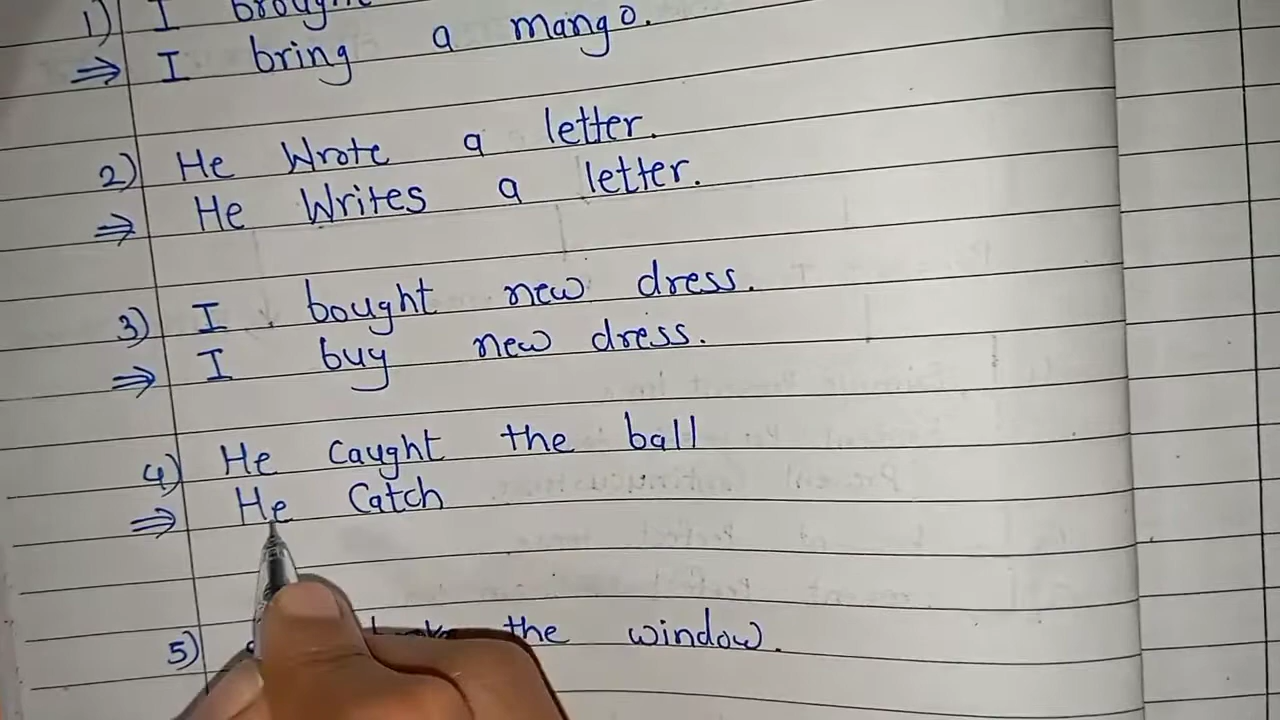 1) I brought
⇒ I bring a mango.
2) He Wrote a letter.
⇒ He Writes a letter.
3) I bought new dress.
⇒ I buy new dress.
4) He Caught the ball
⇒ He Catch
5) the window.